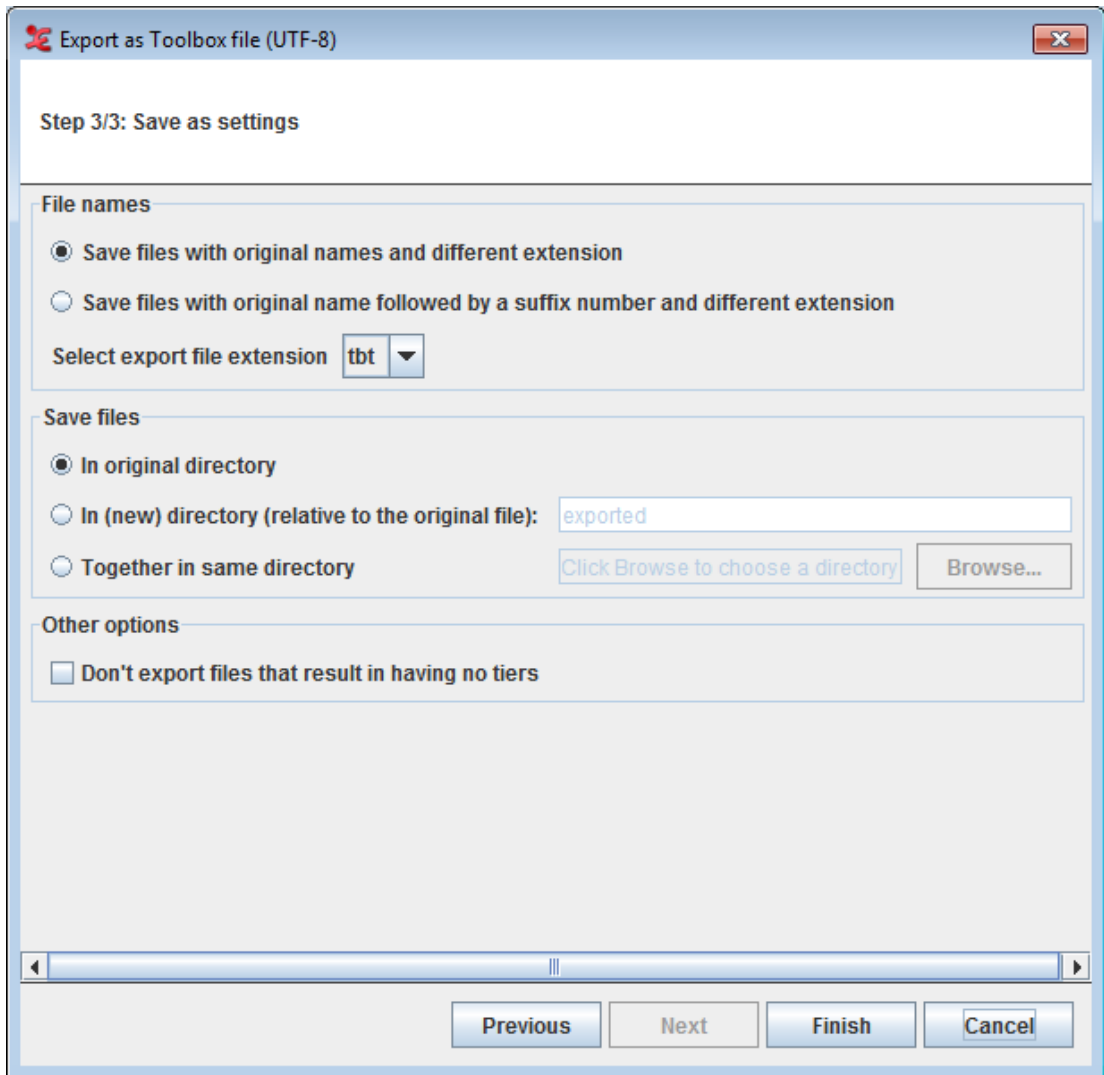 Export as Toolbox file (UTF-8)
Step 3/3: Save as settings
File names
Save files with original names and different extension
Save files with original name followed by a suffix number and different extension
Select export file extension tbt
Save files
In original directory
In (new) directory (relative to the original file): exported
Together in same directory Click Browse to choose a directory Browse...
Other options
Don't export files that result in having no tiers
Previous Next Finish Cancel